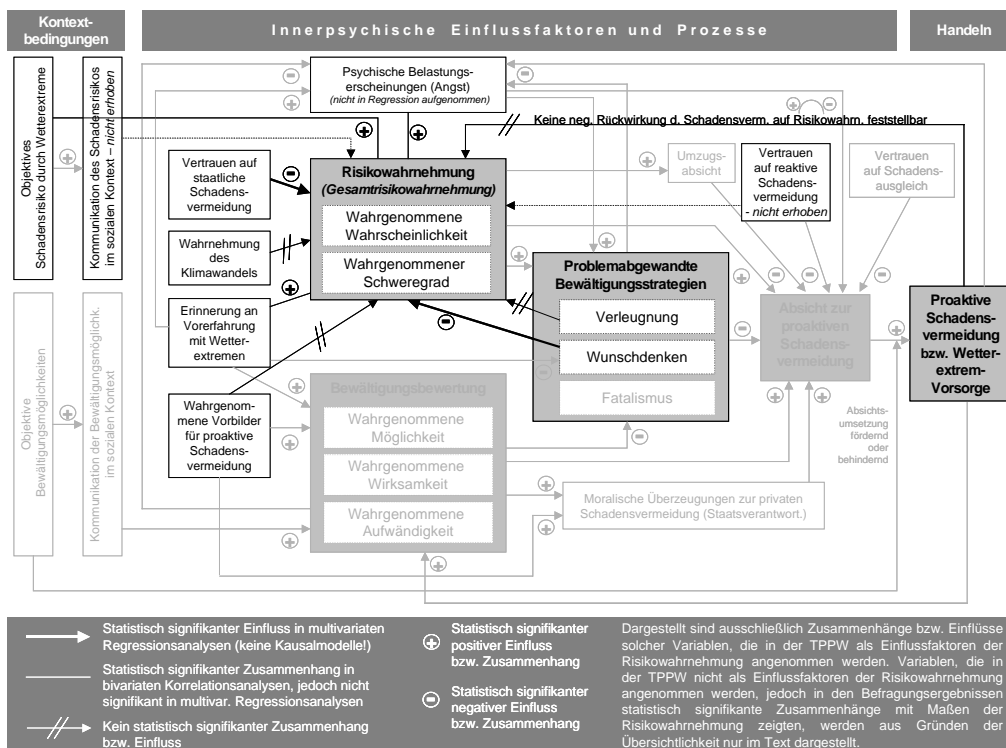 Kontext-
bedingungen
Innerpsychische Einflussfaktoren und Prozesse
Handeln
Objektives
Schadensrisiko durch Wetterextreme
Kommunikation des Schadensrisikos
im sozialen Kontext – nicht erhoben
Objektive
Bewältigungsmöglichkeiten
Kommunikation der Bewältigungsmöglichk.
im sozialen Kontext
Psychische Belastungs-
erscheinungen (Angst)
(nicht in Regression aufgenommen)
Keine neg. Rückwirkung d. Schadensverm. auf Risikowahrn. feststellbar
Vertrauen auf
staatliche
Schadens-
vermeidung
Wahrnehmung
des
Klimawandels
Erinnerung an
Vorerfahrung
mit Wetter-
extremen
Wahrgenom-
mene Vorbilder
für proaktive
Schadens-
vermeidung
Risikowahrnehmung
(Gesamtrisikowahrnehmung)
Wahrgenommene
Wahrscheinlichkeit
Wahrgenommener
Schweregrad
Bewältigungsbewertung
Wahrgenommene
Möglichkeit
Wahrgenommene
Wirksamkeit
Wahrgenommene
Aufwändigkeit
Problemabgewandte
Bewältigungsstrategien
Verleugnung
Wunschdenken
Fatalismus
Umzugs-
absicht
Vertrauen
auf reaktive
Schadens-
vermeidung
- nicht erhoben
Vertrauen
auf Schadens-
ausgleich
Absicht zur
proaktiven
Schadens-
vermeidung
Proaktive
Schadens-
vermeidung
bzw. Wetter-
extrem-
Vorsorge
Absichts-
umsetzung
fördernd
oder
behindernd
Moralische Überzeugungen zur privaten
Schadensvermeidung (Staatsverantwort.)
Statistisch signifikanter Einfluss in multivariaten
Regressionsanalysen (keine Kausalmodelle!)
Statistisch signifikanter Zusammenhang in
bivariaten Korrelationsanalysen, jedoch nicht
signifikant in multivar. Regressionsanalysen
Kein statistisch signifikanter Zusammenhang
bzw. Einfluss
Statistisch signifikanter
positiver Einfluss
bzw. Zusammenhang
Statistisch signifikanter
negativer Einfluss
bzw. Zusammenhang
Dargestellt sind ausschließlich Zusammenhänge bzw. Einflüsse
solcher Variablen, die in der TPPW als Einflussfaktoren der
Risikowahrnehmung angenommen werden. Variablen, die in
der TPPW nicht als Einflussfaktoren der Risikowahrnehmung
angenommen werden, jedoch in den Befragungsergebnissen
statistisch signifikante Zusammenhänge mit Maßen der
Risikowahrnehmung zeigten, werden aus Gründen der
Übersichtlichkeit nur im Text dargestellt.